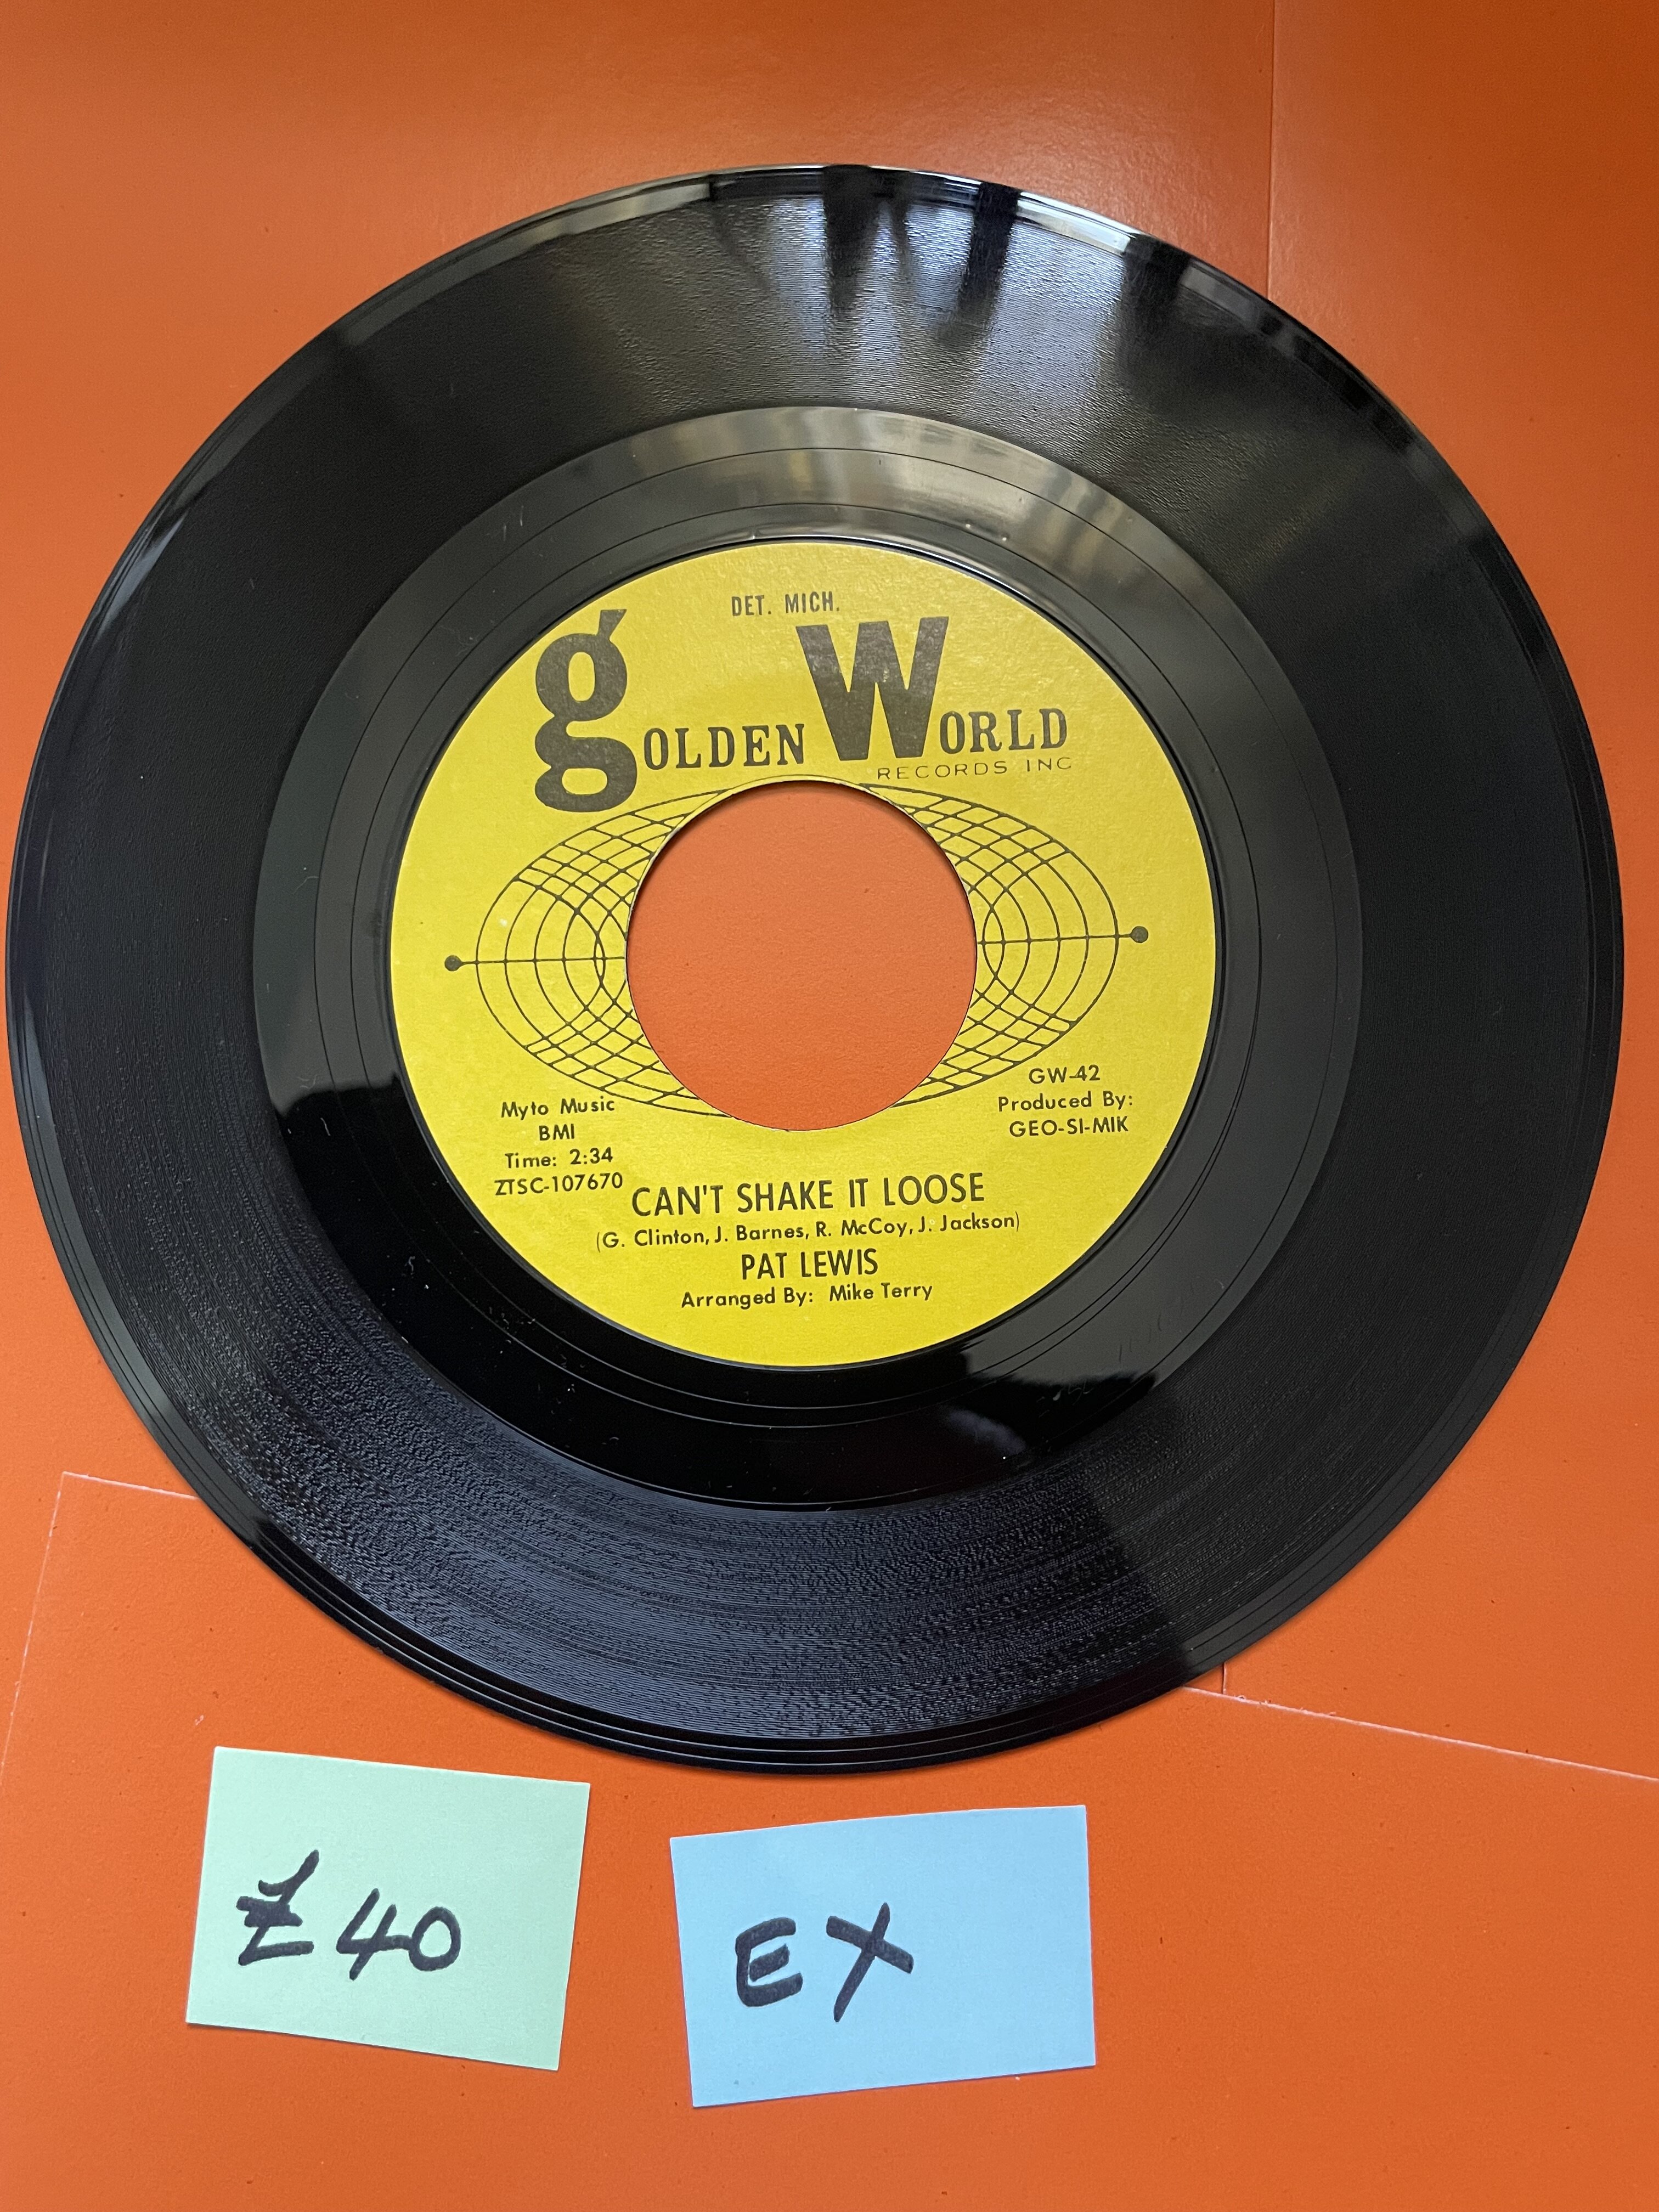 DET. MICH.
gOLDEN WORLD
RECORDS INC
GW-42
Produced By:
GEO-SI-MIK
Myto Music
BMI
Time: 2:34
ZTSC-107670
CAN'T SHAKE IT LOOSE
(G. Clinton, J. Barnes, R. McCoy, J. Jackson)
PAT LEWIS
Arranged By: Mike Terry
£40
EX